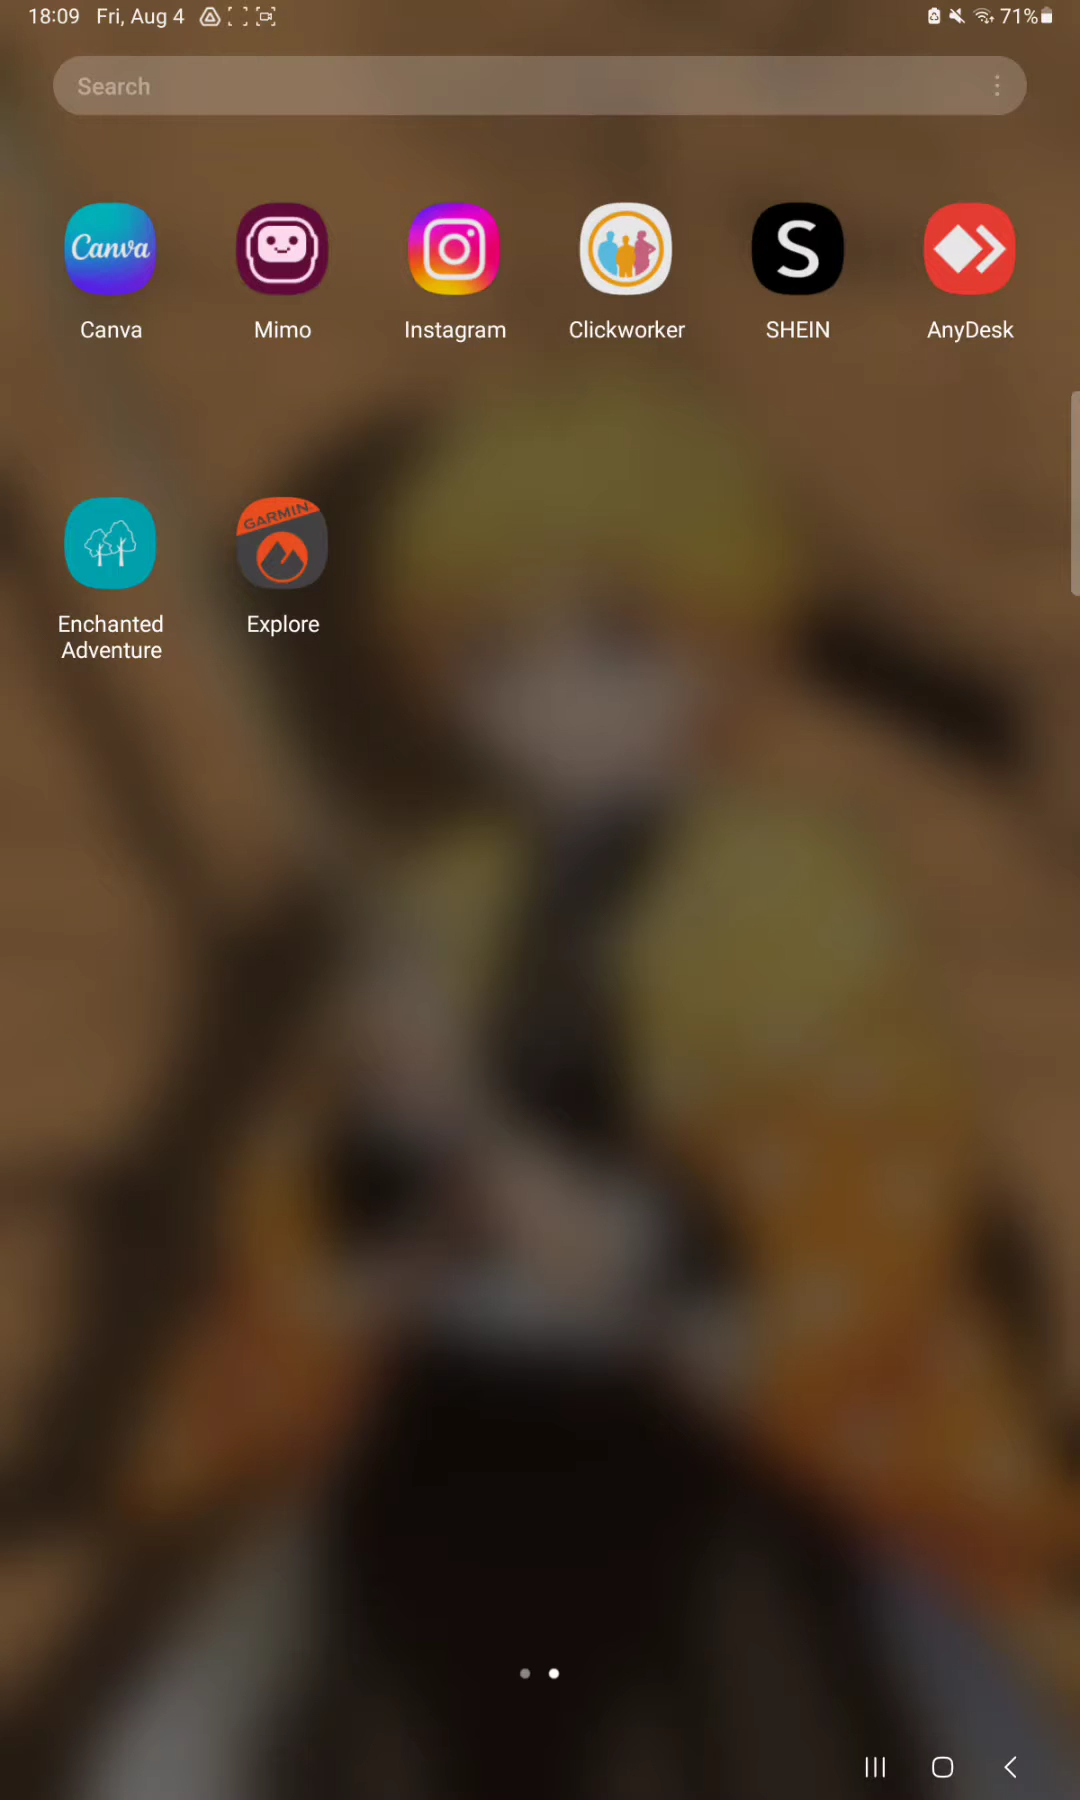 18:09 Fri, Aug 4 71%
Search
Canva
S
Canva Mimo Instagram Clickworker SHEIN AnyDesk
GARMIN
Enchanted Adventure
Explore